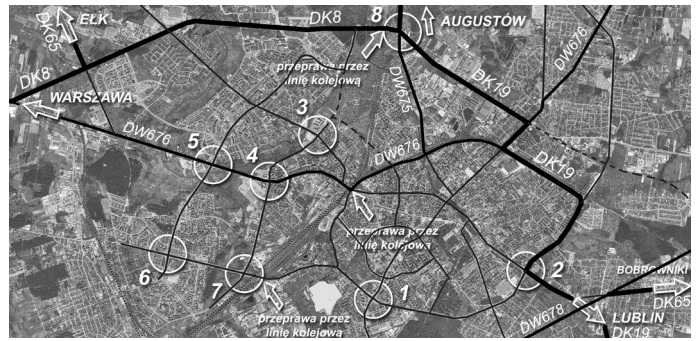 EŁK
DK65
DK8
8
AUGUSTÓW
DK8
przeprawa przez
linię kolejową
DW675
DK19
DW676
WARSZAWA
3
DW676
5
4
DW676
DK19
przeprawa przez
linię kolejową
6
7
1
2
BOBROWNIKI
DK65
przeprawa przez
linię kolejową
DW678
LUBLIN
DK19